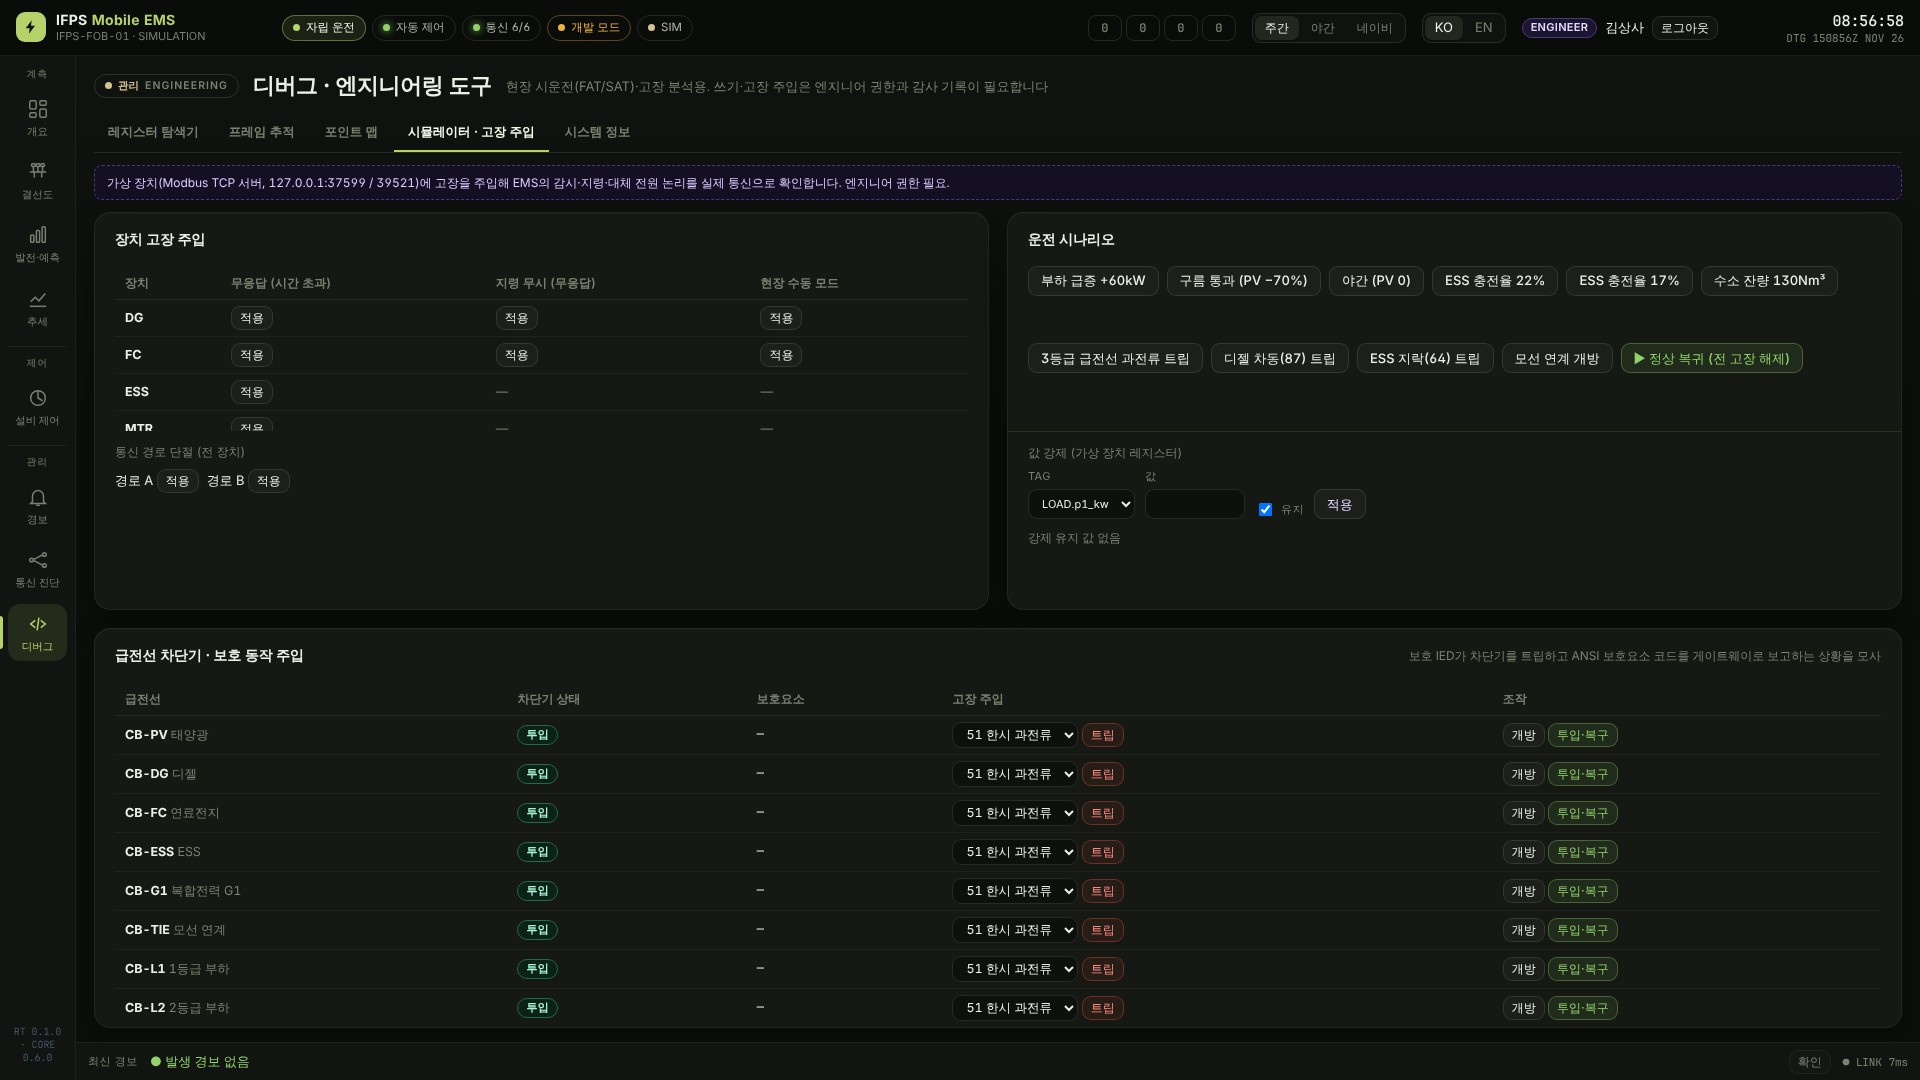 IFPS Mobile EMS
IFPS-FOB-01 · SIMULATION
자립 운전
자동 제어
통신 6/6
개발 모드
SIM
0 0 0 0
주간 야간 네이비
KO EN
ENGINEER 김상사 로그아웃
08:56:58
DTG 150856Z NOV 26
계측
개요
결선도
발전·예측
추세
제어
설비 제어
관리
경보
통신 진단
디버그
RT 0.1.0
· CORE
0.6.0
관리 ENGINEERING
디버그 · 엔지니어링 도구
현장 시운전(FAT/SAT)·고장 분석용. 쓰기·고장 주입은 엔지니어 권한과 감사 기록이 필요합니다
레지스터 탐색기 프레임 추적 포인트 맵 시뮬레이터 · 고장 주입 시스템 정보
가상 장치(Modbus TCP 서버, 127.0.0.1:37599 / 39521)에 고장을 주입해 EMS의 감시·지령·대체 전원 논리를 실제 통신으로 확인합니다. 엔지니어 권한 필요.
장치 고장 주입
장치 무응답 (시간 초과) 지령 무시 (무응답) 현장 수동 모드
DG 적용 적용 적용
FC 적용 적용 적용
ESS 적용 — —
MTR 적용 — —
통신 경로 단절 (전 장치)
경로 A 적용 경로 B 적용
운전 시나리오
부하 급증 +60kW 구름 통과 (PV −70%) 야간 (PV 0) ESS 충전율 22% ESS 충전율 17% 수소 잔량 130Nm³
3등급 급전선 과전류 트립 디젤 차동(87) 트립 ESS 지락(64) 트립 모선 연계 개방 ▶ 정상 복귀 (전 고장 해제)
값 강제 (가상 장치 레지스터)
TAG 값
LOAD.p1_kw 유지 적용
강제 유지 값 없음
급전선 차단기 · 보호 동작 주입
보호 IED가 차단기를 트립하고 ANSI 보호요소 코드를 게이트웨이로 보고하는 상황을 모사
급전선 차단기 상태 보호요소 고장 주입 조작
CB-PV 태양광 투입 – 51 한시 과전류 트립 개방 투입·복구
CB-DG 디젤 투입 – 51 한시 과전류 트립 개방 투입·복구
CB-FC 연료전지 투입 – 51 한시 과전류 트립 개방 투입·복구
CB-ESS ESS 투입 – 51 한시 과전류 트립 개방 투입·복구
CB-G1 복합전력 G1 투입 – 51 한시 과전류 트립 개방 투입·복구
CB-TIE 모선 연계 투입 – 51 한시 과전류 트립 개방 투입·복구
CB-L1 1등급 부하 투입 – 51 한시 과전류 트립 개방 투입·복구
CB-L2 2등급 부하 투입 – 51 한시 과전류 트립 개방 투입·복구
최신 경보 발생 경보 없음
확인 LINK 7ms